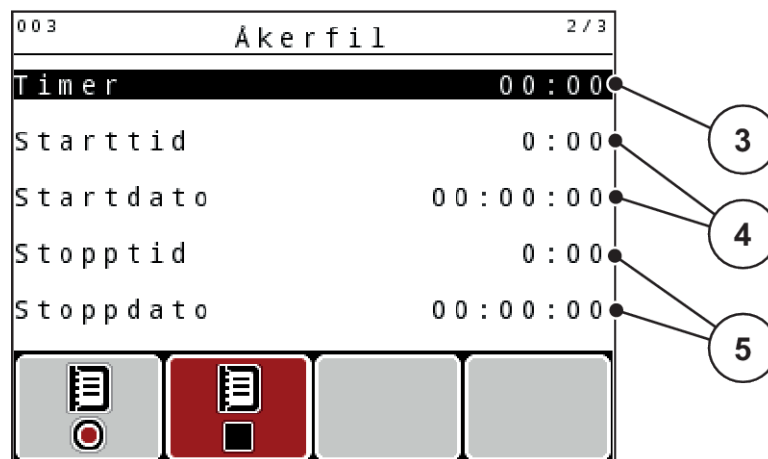 003 Åkerfil 2/3
Timer 00:00
3
Starttid 0:00
Startdato 00:00:00
4
Stopptid 0:00
Stoppdato 00:00:00
5